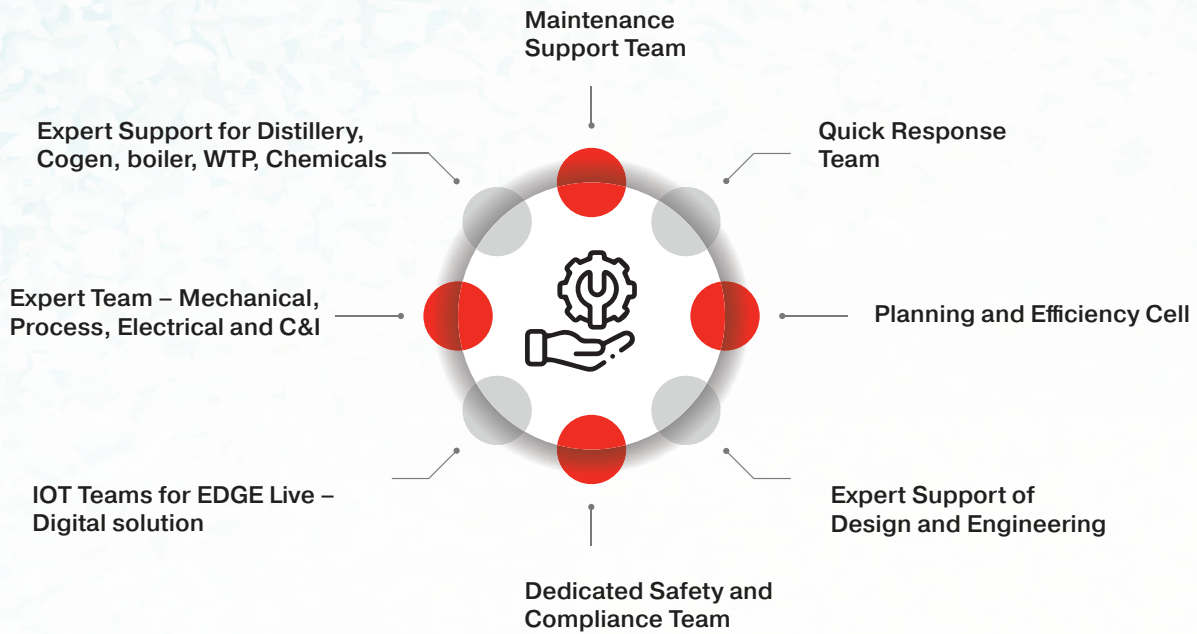 Maintenance
Support Team
Expert Support for Distillery,
Cogen, boiler, WTP, Chemicals
Quick Response
Team
Expert Team – Mechanical,
Process, Electrical and C&I
Planning and Efficiency Cell
IOT Teams for EDGE Live –
Digital solution
Expert Support of
Design and Engineering
Dedicated Safety and
Compliance Team